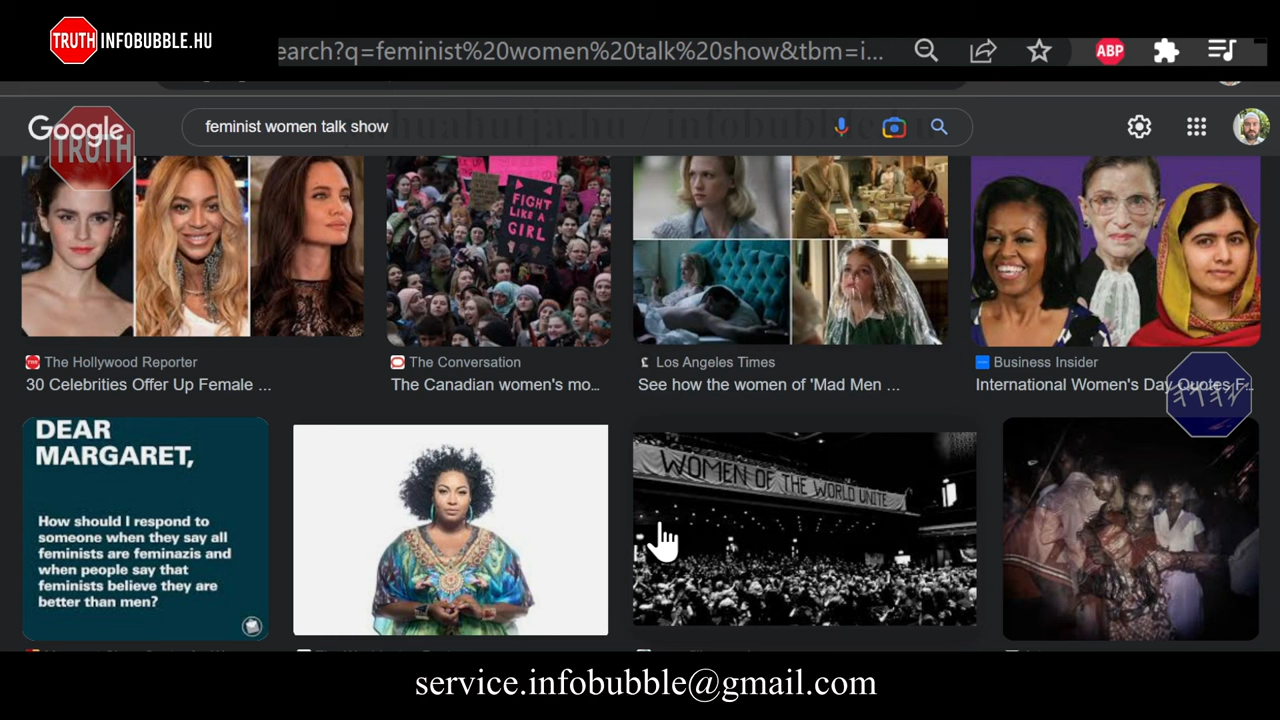 TRUTH INFOBUBBLE.HU
earch?q=feminist%20women%20talk%20show&tbm=i...
ABP
Google
feminist women talk show
TRUTH
FIGHT
LIKE A
GIRL
The Hollywood Reporter
30 Celebrities Offer Up Female ...
The Conversation
The Canadian women's mo...
Los Angeles Times
See how the women of 'Mad Men ...
Business Insider
International Women's Day Quotes F...
𐤉𐤄𐤅𐤄
DEAR
MARGARET,
How should I respond to
someone when they say all
feminists are feminazis and
when people say that
feminists believe they are
better than men?
WOMEN OF THE WORLD UNITE
service.infobubble@gmail.com